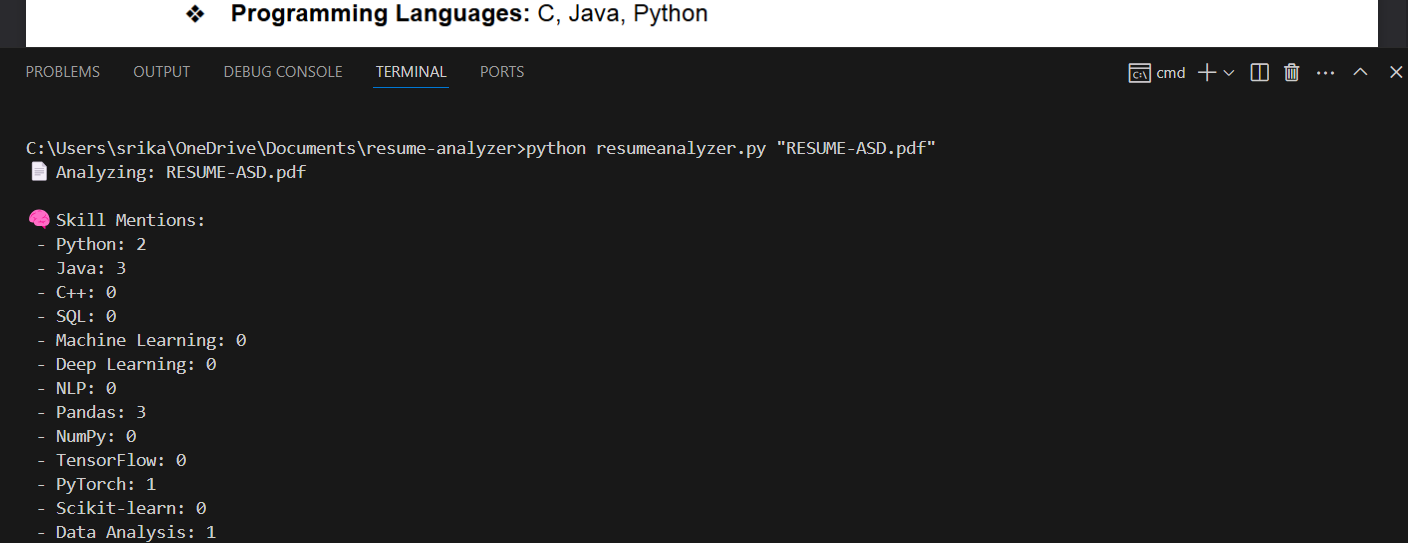 ❖ Programming Languages: C, Java, Python
PROBLEMS OUTPUT DEBUG CONSOLE TERMINAL PORTS cmd
C:\Users\srika\OneDrive\Documents\resume-analyzer>python resumeanalyzer.py "RESUME-ASD.pdf"
📄 Analyzing: RESUME-ASD.pdf
🧠 Skill Mentions:
- Python: 2
- Java: 3
- C++: 0
- SQL: 0
- Machine Learning: 0
- Deep Learning: 0
- NLP: 0
- Pandas: 3
- NumPy: 0
- TensorFlow: 0
- PyTorch: 1
- Scikit-learn: 0
- Data Analysis: 1